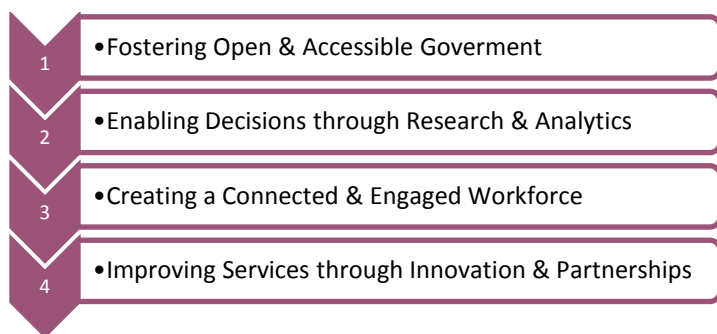 1 •Fostering Open & Accessible Goverment
2 •Enabling Decisions through Research & Analytics
3 •Creating a Connected & Engaged Workforce
4 •Improving Services through Innovation & Partnerships